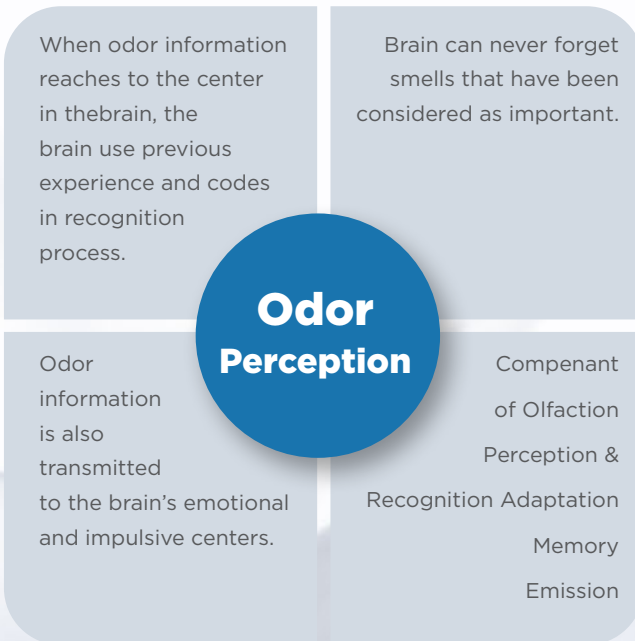 When odor information
reaches to the center
in thebrain, the
brain use previous
experience and codes
in recognition
process.
Brain can never forget
smells that have been
considered as important.
Odor
Perception
Odor
information
is also
transmitted
to the brain's emotional
and impulsive centers.
Compenant
of Olfaction
Perception &
Recognition Adaptation
Memory
Emission